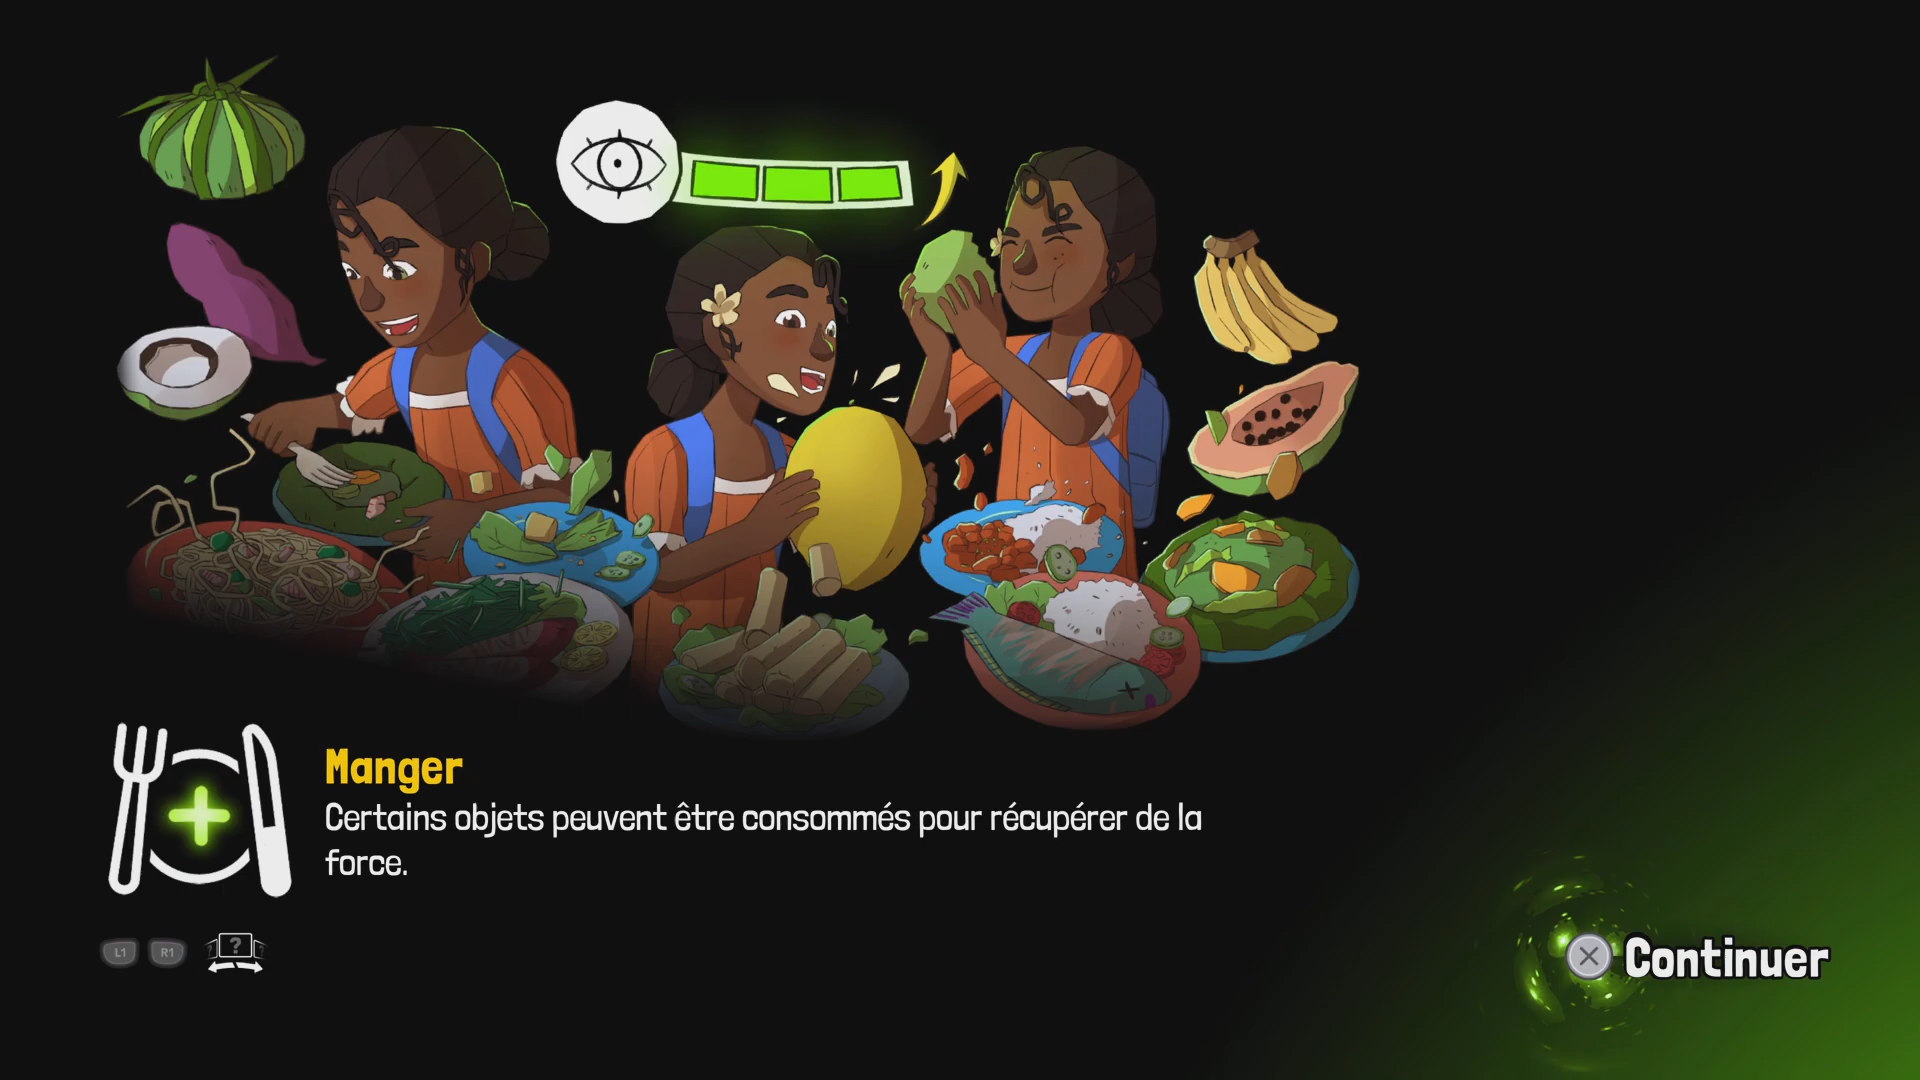 Manger
Certains objets peuvent être consommés pour récupérer de la
force.
L1 R1 ?
Continuer